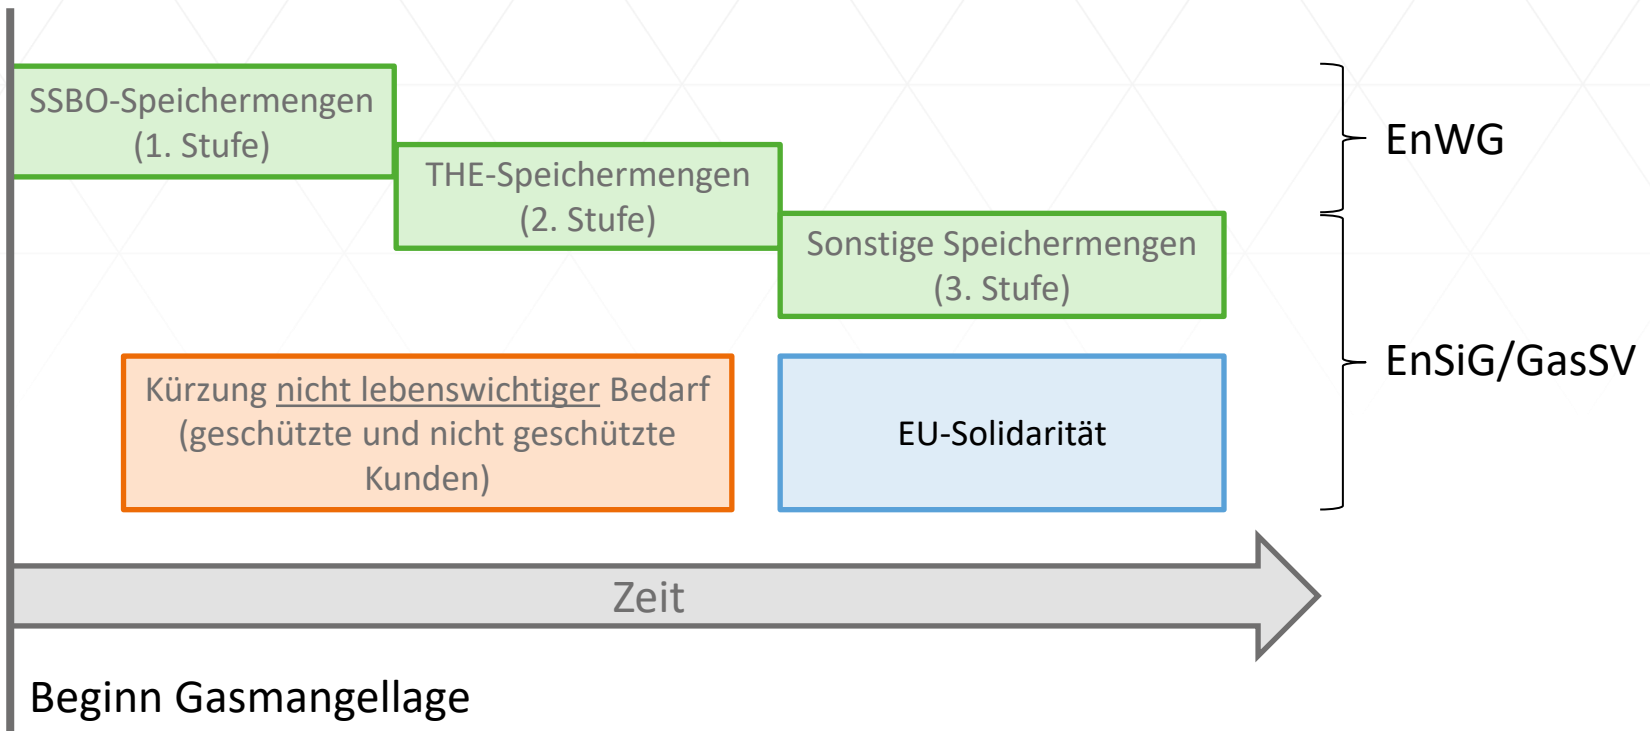 SSBO-Speichermengen
(1. Stufe)
THE-Speichermengen
(2. Stufe)
Sonstige Speichermengen
(3. Stufe)
EnWG
Kürzung nicht lebenswichtiger Bedarf
(geschützte und nicht geschützte
Kunden)
EU-Solidarität
EnSiG/GasSV
Zeit
Beginn Gasmangellage